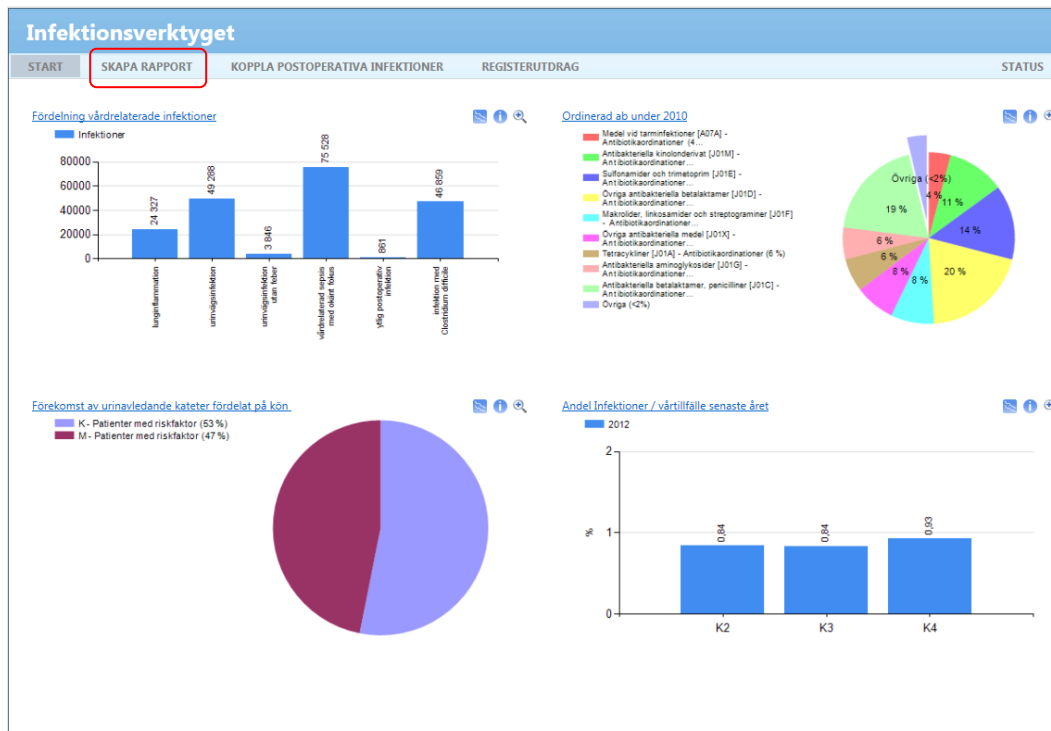 Infektionsverktyget
START SKAPA RAPPORT KOPPLA POSTOPERATIVA INFEKTIONER REGISTERUTDRAG STATUS
Fördelning vårdrelaterade infektioner
Infektioner
80000
60000
40000
20000
0
24 327
49 288
3 846
75 528
861
46 859
lunginflammation
urinvägsinfektion
urinvägsinfektion
utan feber
vårdrelaterad sepsis
med okänt fokus
ytlig postoperativ
infektion
infektion med
Clostridium difficile
Ordinerad ab under 2010
Medel vid tarminfektioner [A07A] -
Antibiotikaordinationer (4...
Antibakteriella kinolonderivat [J01M] -
Antibiotikaordinationer...
Sulfonamider och trimetoprim [J01E] -
Antibiotikaordinationer...
Övriga antibakteriella betalaktamer [J01D] -
Antibiotikaordinationer...
Makrolider, linkosamider och streptograminer [J01F]
- Antibiotikaordinationer...
Övriga antibakteriella medel [J01X] -
Antibiotikaordinationer...
Tetracykliner [J01A] - Antibiotikaordinationer (6 %)
Antibakteriella aminoglykosider [J01G] -
Antibiotikaordinationer...
Antibakteriella betalaktamer, penicilliner [J01C] -
Antibiotikaordinationer...
Övriga (<2%)
Övriga (<2%)
4 %
11 %
14 %
20 %
8 %
8 %
6 %
6 %
19 %
Förekomst av urinavledande kateter fördelat på kön
K - Patienter med riskfaktor (53 %)
M - Patienter med riskfaktor (47 %)
Andel Infektioner / vårtillfälle senaste året
2012
2
1
0
%
0,84
0,84
0,93
K2 K3 K4